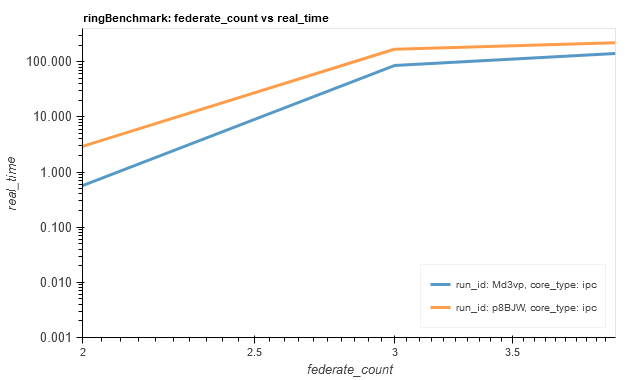 ringBenchmark: federate_count vs real_time
real_time
100.000
10.000
1.000
0.100
0.010
0.001
2
2.5
3
3.5
federate_count
run_id: Md3vp, core_type: ipc
run_id: p8BJW, core_type: ipc